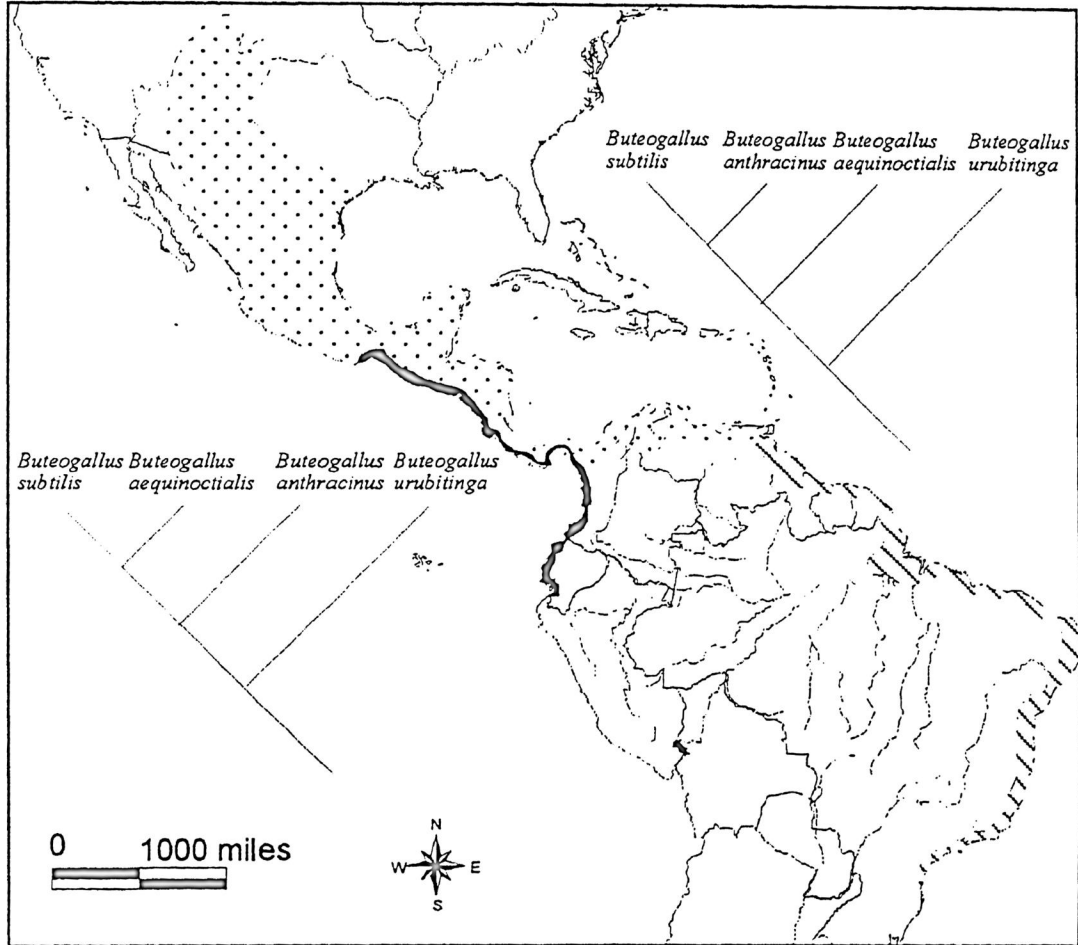 Buteogallus Buteogallus Buteogallus Buteogallus
subtilis anthracinus aequinoctialis urubitinga
Buteogallus Buteogallus Buteogallus Buteogallus
subtilis aequinoctialis anthracinus urubitinga
0 1000 miles
N
W E
S